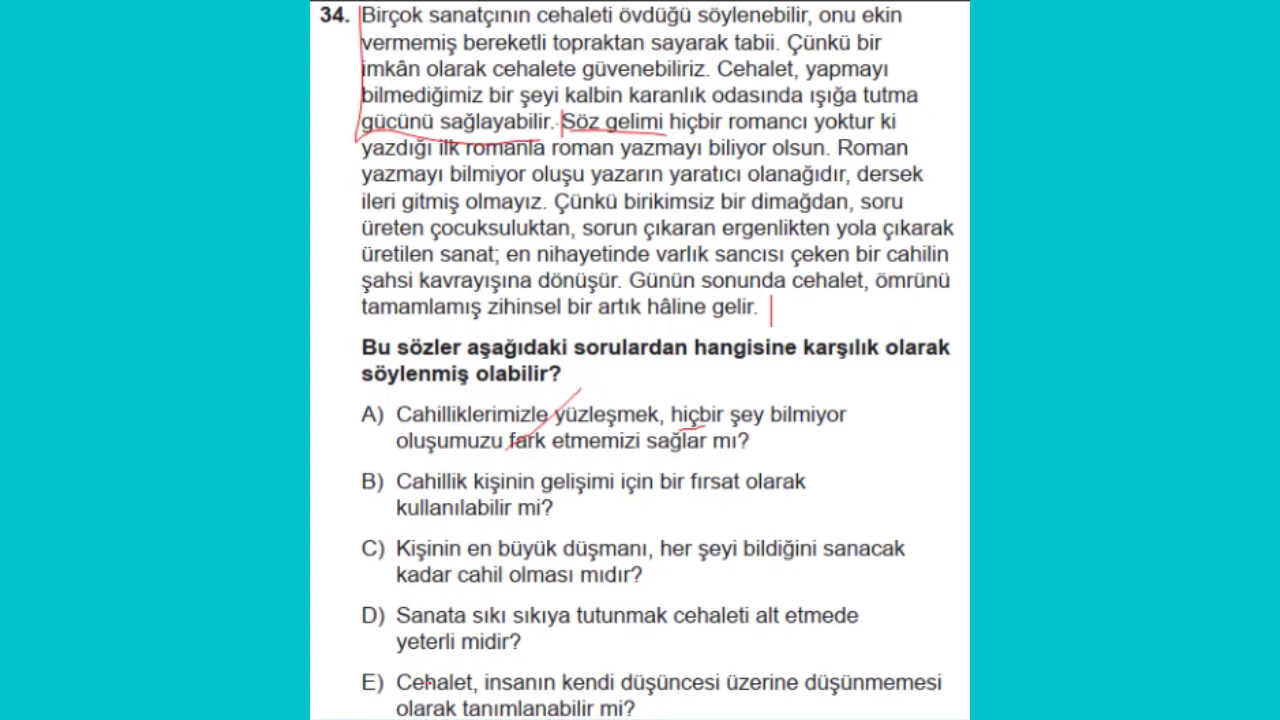 34. Birçok sanatçının cehaleti övdüğü söylenebilir, onu ekin
vermemiş bereketli topraktan sayarak tabii. Çünkü bir
imkân olarak cehalete güvenebiliriz. Cehalet, yapmayı
bilmediğimiz bir şeyi kalbin karanlık odasında ışığa tutma
gücünü sağlayabilir. Söz gelimi hiçbir romancı yoktur ki
yazdığı ilk romanla roman yazmayı biliyor olsun. Roman
yazmayı bilmiyor oluşu yazarın yaratıcı olanağıdır, dersek
ileri gitmiş olmayız. Çünkü birikimsiz bir dimağdan, soru
üreten çocuksuluktan, sorun çıkaran ergenlikten yola çıkarak
üretilen sanat; en nihayetinde varlık sancısı çeken bir cahilin
şahsi kavrayışına dönüşür. Günün sonunda cehalet, ömrünü
tamamlamış zihinsel bir artık hâline gelir.
Bu sözler aşağıdaki sorulardan hangisine karşılık olarak
söylenmiş olabilir?
A) Cahilliklerimizle yüzleşmek, hiçbir şey bilmiyor
oluşumuzu fark etmemizi sağlar mı?
B) Cahillik kişinin gelişimi için bir fırsat olarak
kullanılabilir mi?
C) Kişinin en büyük düşmanı, her şeyi bildiğini sanacak
kadar cahil olması mıdır?
D) Sanata sıkı sıkıya tutunmak cehaleti alt etmede
yeterli midir?
E) Cehalet, insanın kendi düşüncesi üzerine düşünmemesi
olarak tanımlanabilir mi?